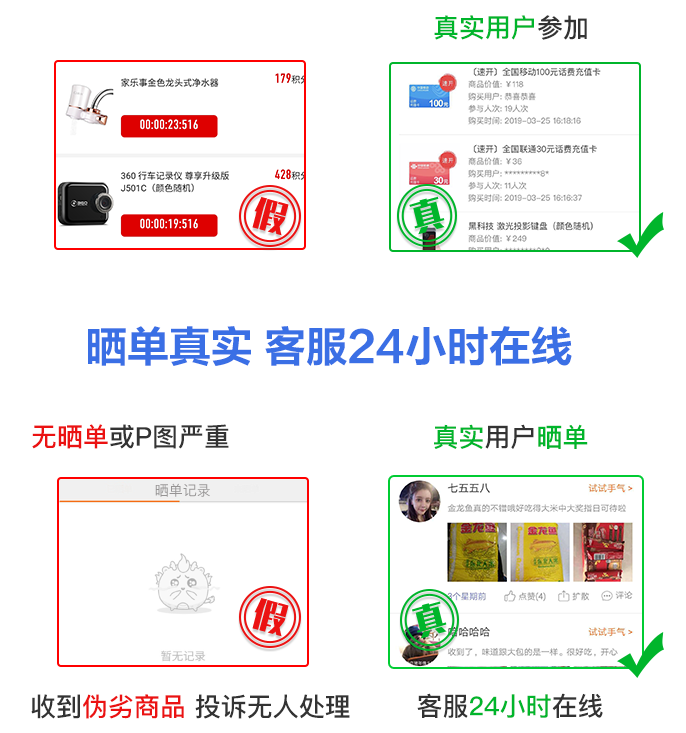 真实用户参加
家乐事金色龙头式净水器
179积分
00:00:23:516
360 行车记录仪 尊享升级版
J501C（颜色随机）
428积分
360
00:00:19:516
假
〔速开〕全国移动100元话费充值卡
商品价值: ￥118
购买用户: 恭喜恭喜
参与人次: 19人次
购买时间: 2019-03-25 16:18:16
速开
100元
〔速开〕全国联通30元话费充值卡
商品价值: ￥36
购买用户: *********6*
参与人次: 11人次
购买时间: 2019-03-25 16:16:37
速开
30元
黑科技 激光投影键盘（颜色随机）
商品价值: ￥249
真
晒单真实 客服24小时在线
无晒单或P图严重
真实用户晒单
晒单记录
暂无记录
假
七五五八
试试手气 >
金龙鱼真的不错哦好吃得大米中大奖指日可待啦
金龙鱼
金龙鱼
3个星期前
点赞(4)
扩散
评论
真
哈哈哈哈
试试手气 >
收到了，味道跟大包的是一样。很好吃，开心
收到伪劣商品 投诉无人处理
客服24小时在线